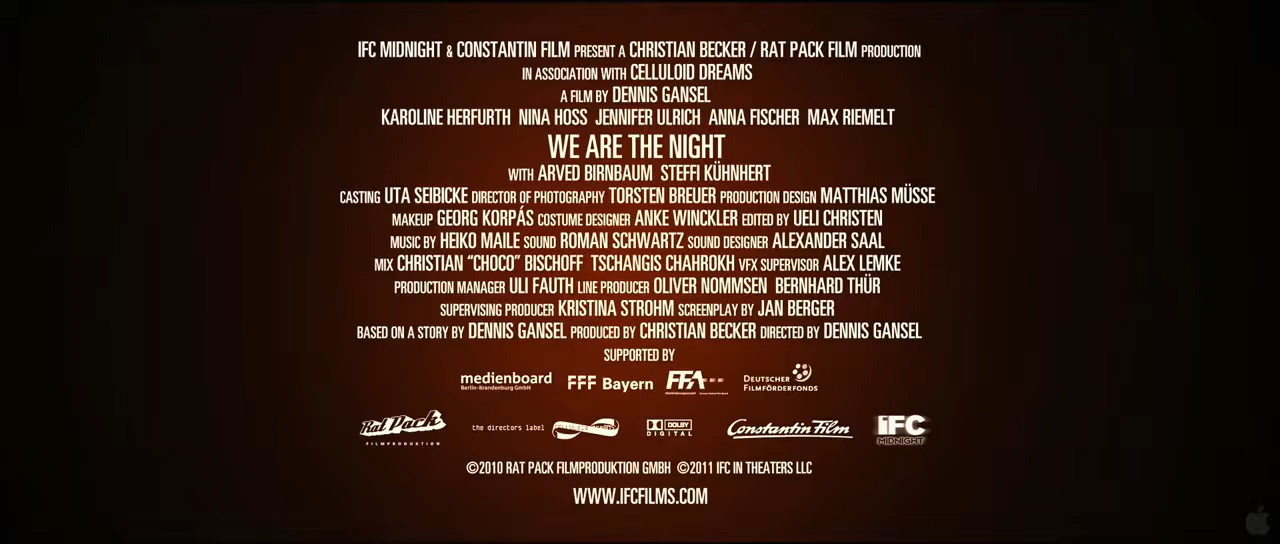 IFC MIDNIGHT & CONSTANTIN FILM PRESENT A CHRISTIAN BECKER / RAT PACK FILM PRODUCTION
IN ASSOCIATION WITH CELLULOID DREAMS
A FILM BY DENNIS GANSEL
KAROLINE HERFURTH NINA HOSS JENNIFER ULRICH ANNA FISCHER MAX RIEMELT
WE ARE THE NIGHT
WITH ARVED BIRNBAUM STEFFI KÜHNHERT
CASTING UTA SEIBICKE DIRECTOR OF PHOTOGRAPHY TORSTEN BREUER PRODUCTION DESIGN MATTHIAS MÜSSE
MAKEUP GEORG KORPÁS COSTUME DESIGNER ANKE WINCKLER EDITED BY UELI CHRISTEN
MUSIC BY HEIKO MAILE SOUND ROMAN SCHWARTZ SOUND DESIGNER ALEXANDER SAAL
MIX CHRISTIAN “CHOCO” BISCHOFF TSCHANGIS CHAHROKH VFX SUPERVISOR ALEX LEMKE
PRODUCTION MANAGER ULI FAUTH LINE PRODUCER OLIVER NOMMSEN BERNHARD THÜR
SUPERVISING PRODUCER KRISTINA STROHM SCREENPLAY BY JAN BERGER
BASED ON A STORY BY DENNIS GANSEL PRODUCED BY CHRISTIAN BECKER DIRECTED BY DENNIS GANSEL
SUPPORTED BY
medienboard Berlin-Brandenburg GmbH FFF Bayern FFA DEUTSCHER FILMFÖRDERFONDS
Rat Pack FILMPRODUKTION the directors label DOLBY DIGITAL Constantin Film IFC MIDNIGHT
©2010 RAT PACK FILMPRODUKTION GMBH ©2011 IFC IN THEATERS LLC
WWW.IFCFILMS.COM